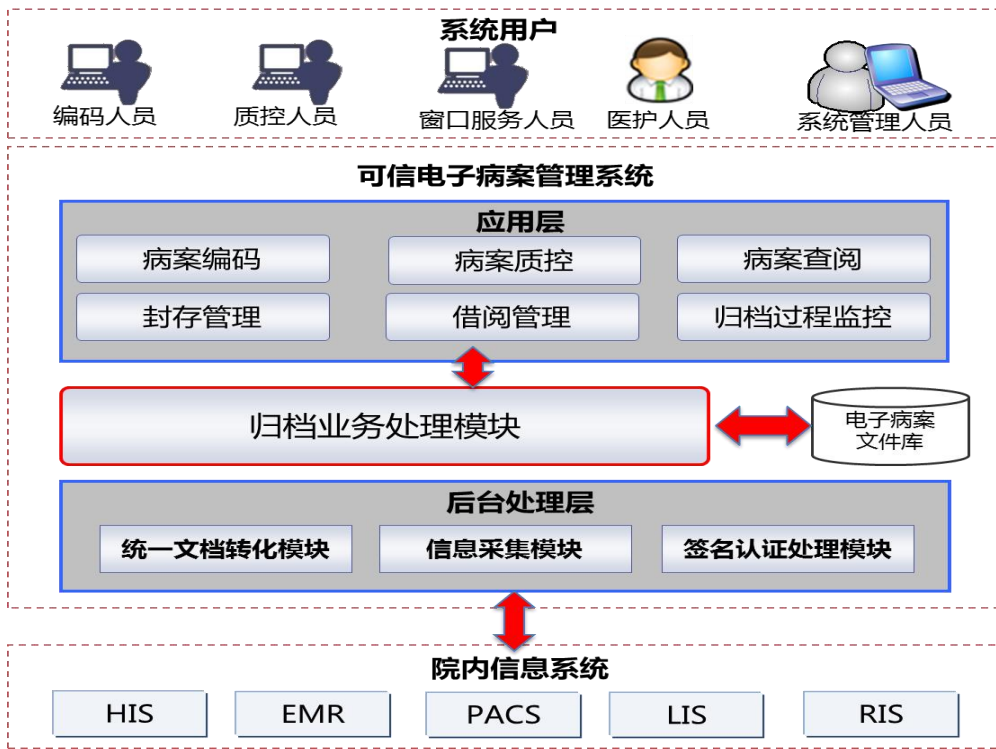 系统用户
编码人员
质控人员
窗口服务人员
医护人员
系统管理人员
可信电子病案管理系统
应用层
病案编码
病案质控
病案查阅
封存管理
借阅管理
归档过程监控
归档业务处理模块
电子病案
文件库
后台处理层
统一文档转化模块
信息采集模块
签名认证处理模块
院内信息系统
HIS
EMR
PACS
LIS
RIS